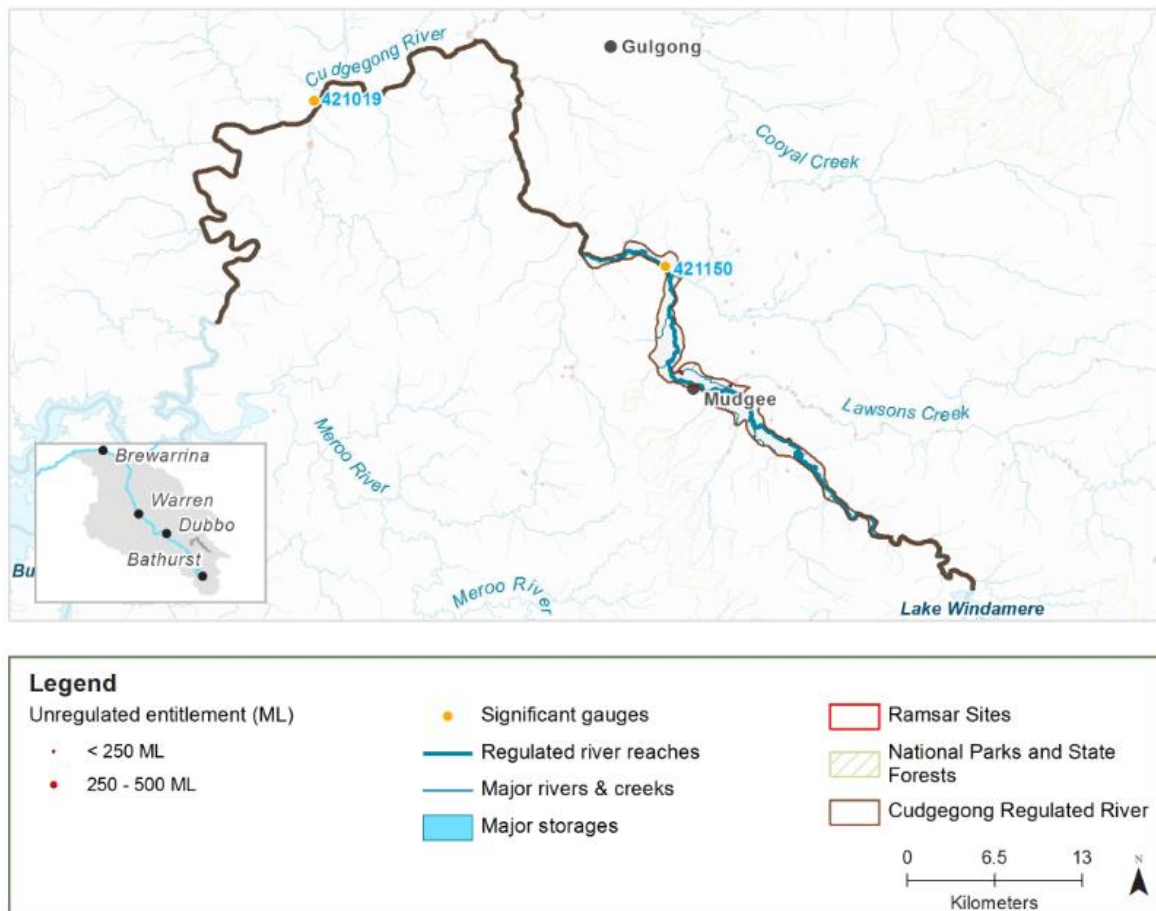 Gulgong
Cudgegong River
421019
Cooyal Creek
421150
Mudgee
Lawsons Creek
Meroo River
Brewarrina
Warren
Dubbo
Bathurst
Bu
Meroo River
Lake Windamere
Legend
Unregulated entitlement (ML)
< 250 ML
250 - 500 ML
Significant gauges
Regulated river reaches
Major rivers & creeks
Major storages
Ramsar Sites
National Parks and State
Forests
Cudgegong Regulated River
0 6.5 13
Kilometers
N